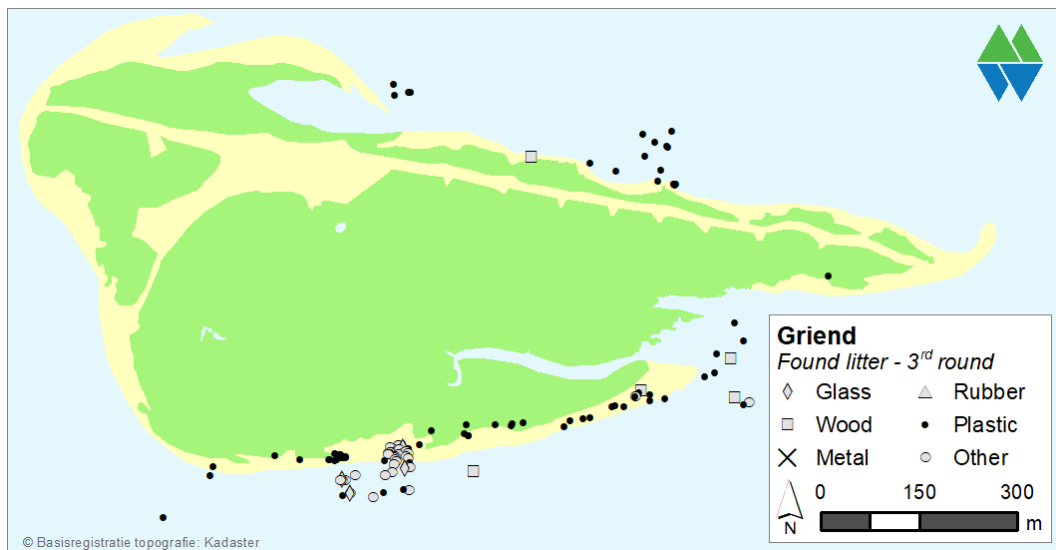 Griend
Found litter - 3rd round
Glass Rubber
Wood Plastic
Metal Other
0 150 300
m
N
© Basisregistratie topografie: Kadaster